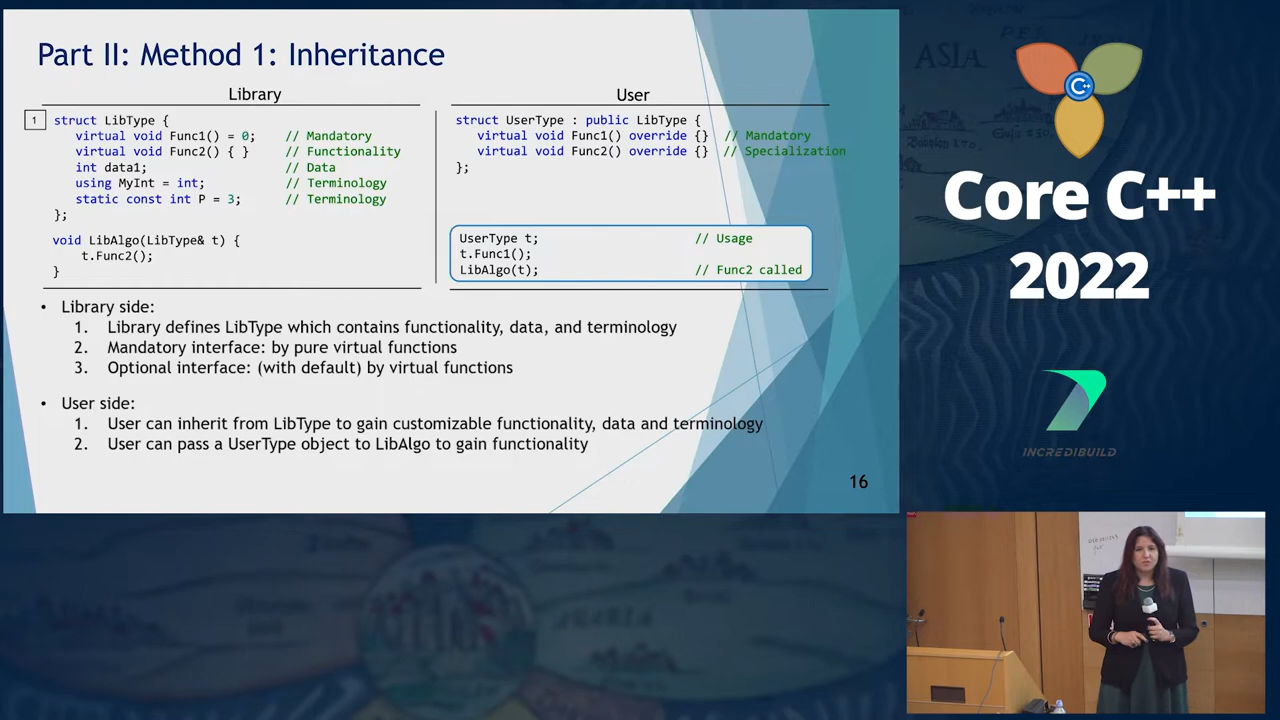 Part II: Method 1: Inheritance
Library
1
struct LibType {
virtual void Func1() = 0; // Mandatory
virtual void Func2() { } // Functionality
int data1; // Data
using MyInt = int; // Terminology
static const int P = 3; // Terminology
};
void LibAlgo(LibType& t) {
t.Func2();
}
User
struct UserType : public LibType {
virtual void Func1() override {} // Mandatory
virtual void Func2() override {} // Specialization
};
UserType t; // Usage
t.Func1();
LibAlgo(t); // Func2 called
• Library side:
1. Library defines LibType which contains functionality, data, and terminology
2. Mandatory interface: by pure virtual functions
3. Optional interface: (with default) by virtual functions
• User side:
1. User can inherit from LibType to gain customizable functionality, data and terminology
2. User can pass a UserType object to LibAlgo to gain functionality
16
ASIA
C++
Core C++
2022
INCREDIBUILD